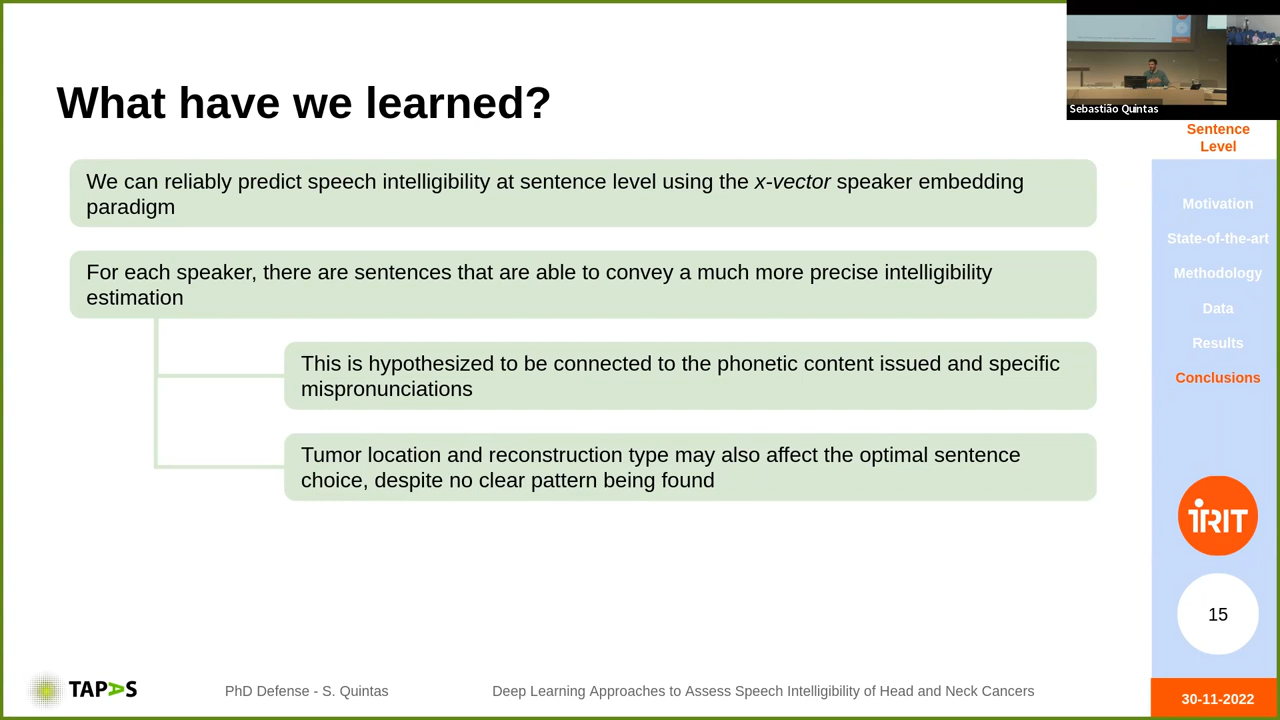 What have we learned?
We can reliably predict speech intelligibility at sentence level using the x-vector speaker embedding
paradigm
For each speaker, there are sentences that are able to convey a much more precise intelligibility
estimation
This is hypothesized to be connected to the phonetic content issued and specific
mispronunciations
Tumor location and reconstruction type may also affect the optimal sentence
choice, despite no clear pattern being found
Sebastião Quintas
Sentence
Level
Motivation
State-of-the-art
Methodology
Data
Results
Conclusions
iRIT
15
TAPAS
PhD Defense - S. Quintas
Deep Learning Approaches to Assess Speech Intelligibility of Head and Neck Cancers
30-11-2022